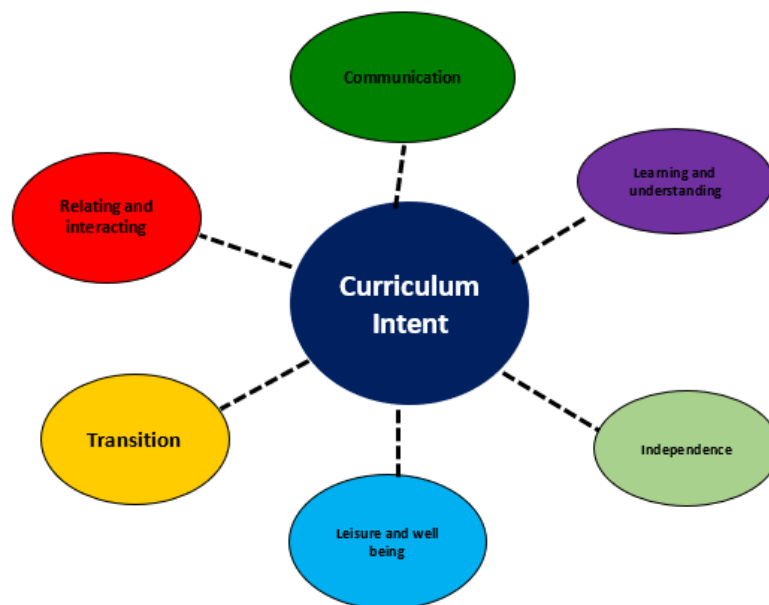 Communication
Learning and
understanding
Relating and
interacting
Curriculum
Intent
Transition
Independence
Leisure and well
being